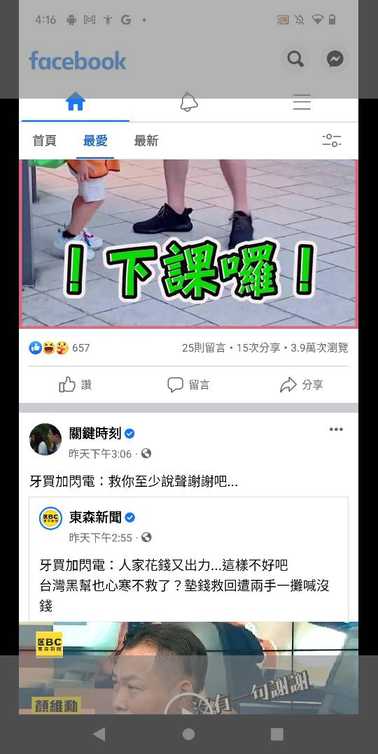 4:16
facebook
首頁 最愛 最新
！下課囉！
657 25則留言・15次分享・3.9萬次瀏覽
讚 留言 分享
關鍵時刻
昨天下午3:06 ·
牙買加閃電：救你至少說聲謝謝吧...
EBC 東森新聞
昨天下午2:55 ·
牙買加閃電：人家花錢又出力...這樣不好吧
台灣黑幫也心寒不救了？墊錢救回遭兩手一攤喊沒
錢
EBC
東森新聞
顏維勳
沒有一句謝謝